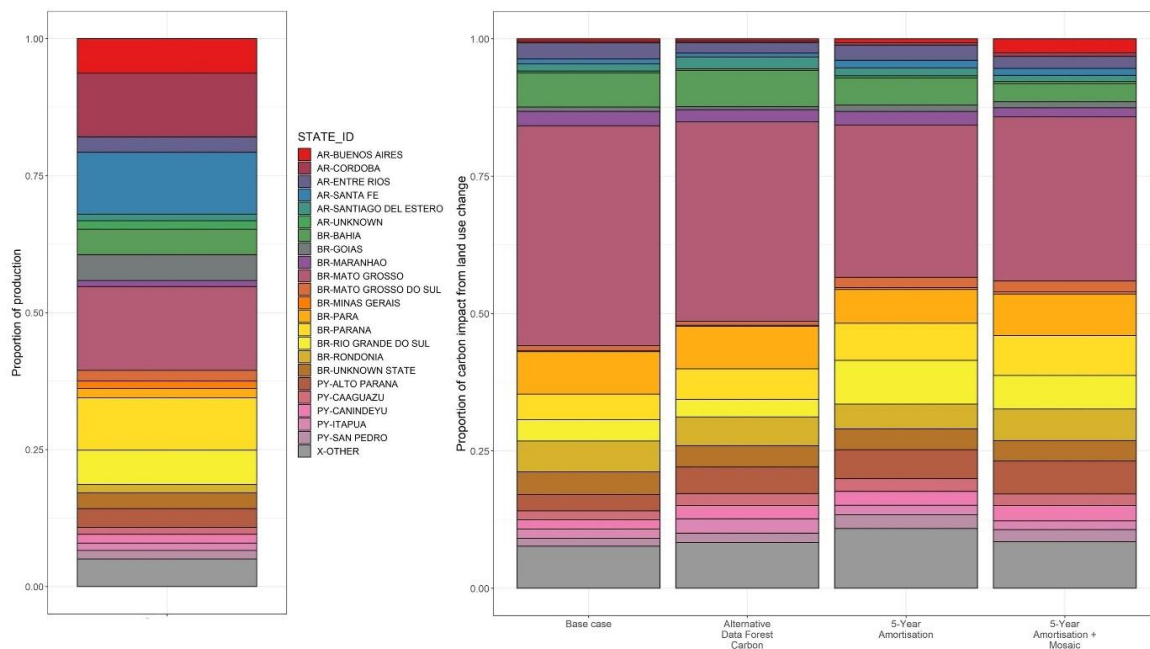 Proportion of production
1.00
0.75
0.50
0.25
0.00
STATE_ID
AR-BUENOS AIRES
AR-CORDOBA
AR-ENTRE RIOS
AR-SANTA FE
AR-SANTIAGO DEL ESTERO
AR-UNKNOWN
BR-BAHIA
BR-GOIAS
BR-MARANHAO
BR-MATO GROSSO
BR-MATO GROSSO DO SUL
BR-MINAS GERAIS
BR-PARA
BR-PARANA
BR-RIO GRANDE DO SUL
BR-RONDONIA
BR-UNKNOWN STATE
PY-ALTO PARANA
PY-CAAGUAZU
PY-CANINDEYU
PY-ITAPUA
PY-SAN PEDRO
X-OTHER
Proportion of carbon impact from land use change
1.00
0.75
0.50
0.25
0.00
Base case
Alternative
Data Forest
Carbon
5-Year
Amortisation
5-Year
Amortisation +
Mosaic